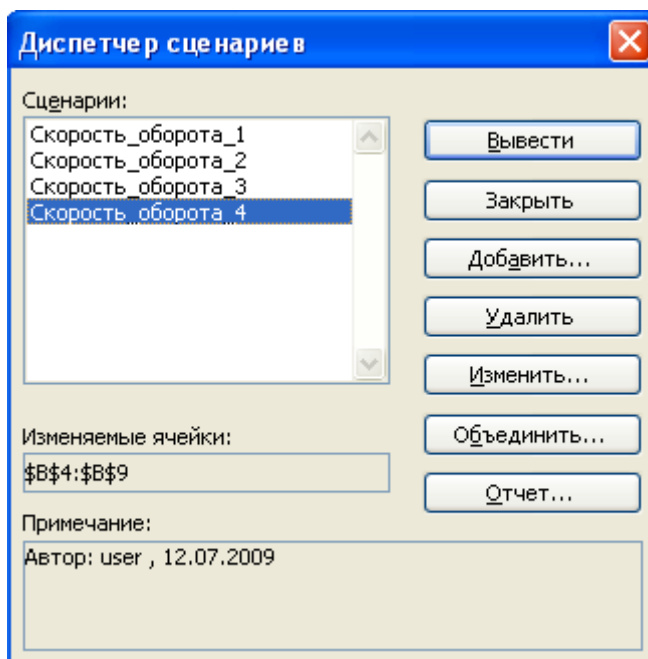 Диспетчер сценариев
Сценарии:
Скорость_оборота_1
Скорость_оборота_2
Скорость_оборота_3
Скорость_оборота_4
Вывести
Закрыть
Добавить...
Удалить
Изменить...
Объединить...
Отчет...
Изменяемые ячейки:
$B$4:$B$9
Примечание:
Автор: user , 12.07.2009